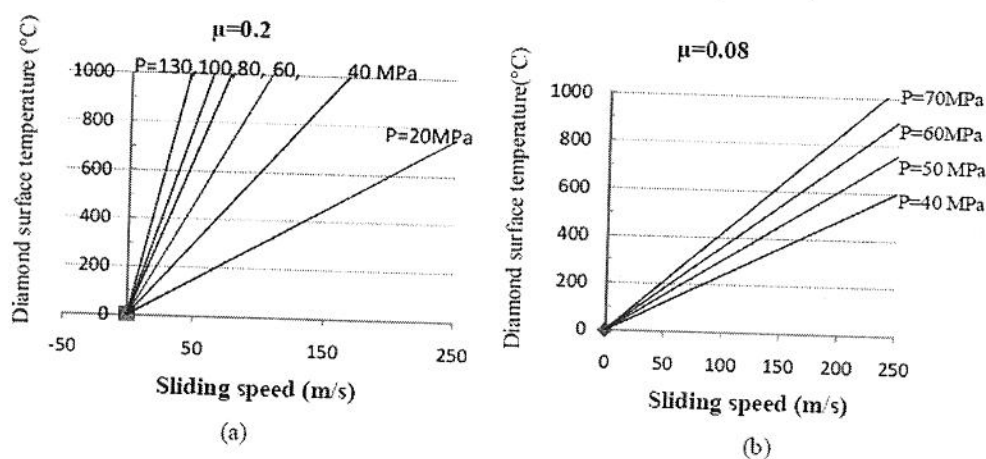 μ=0.2
Diamond surface temperature (°C)
P=130,100,80, 60, 40 MPa
P=20MPa
1000
800
600
400
200
0
-50 50 150 250
Sliding speed (m/s)
(a)
μ=0.08
Diamond surface temperature(°C)
1000
800
600
400
200
0
P=70MPa
P=60MPa
P=50 MPa
P=40 MPa
0 50 100 150 200 250
Sliding speed (m/s)
(b)